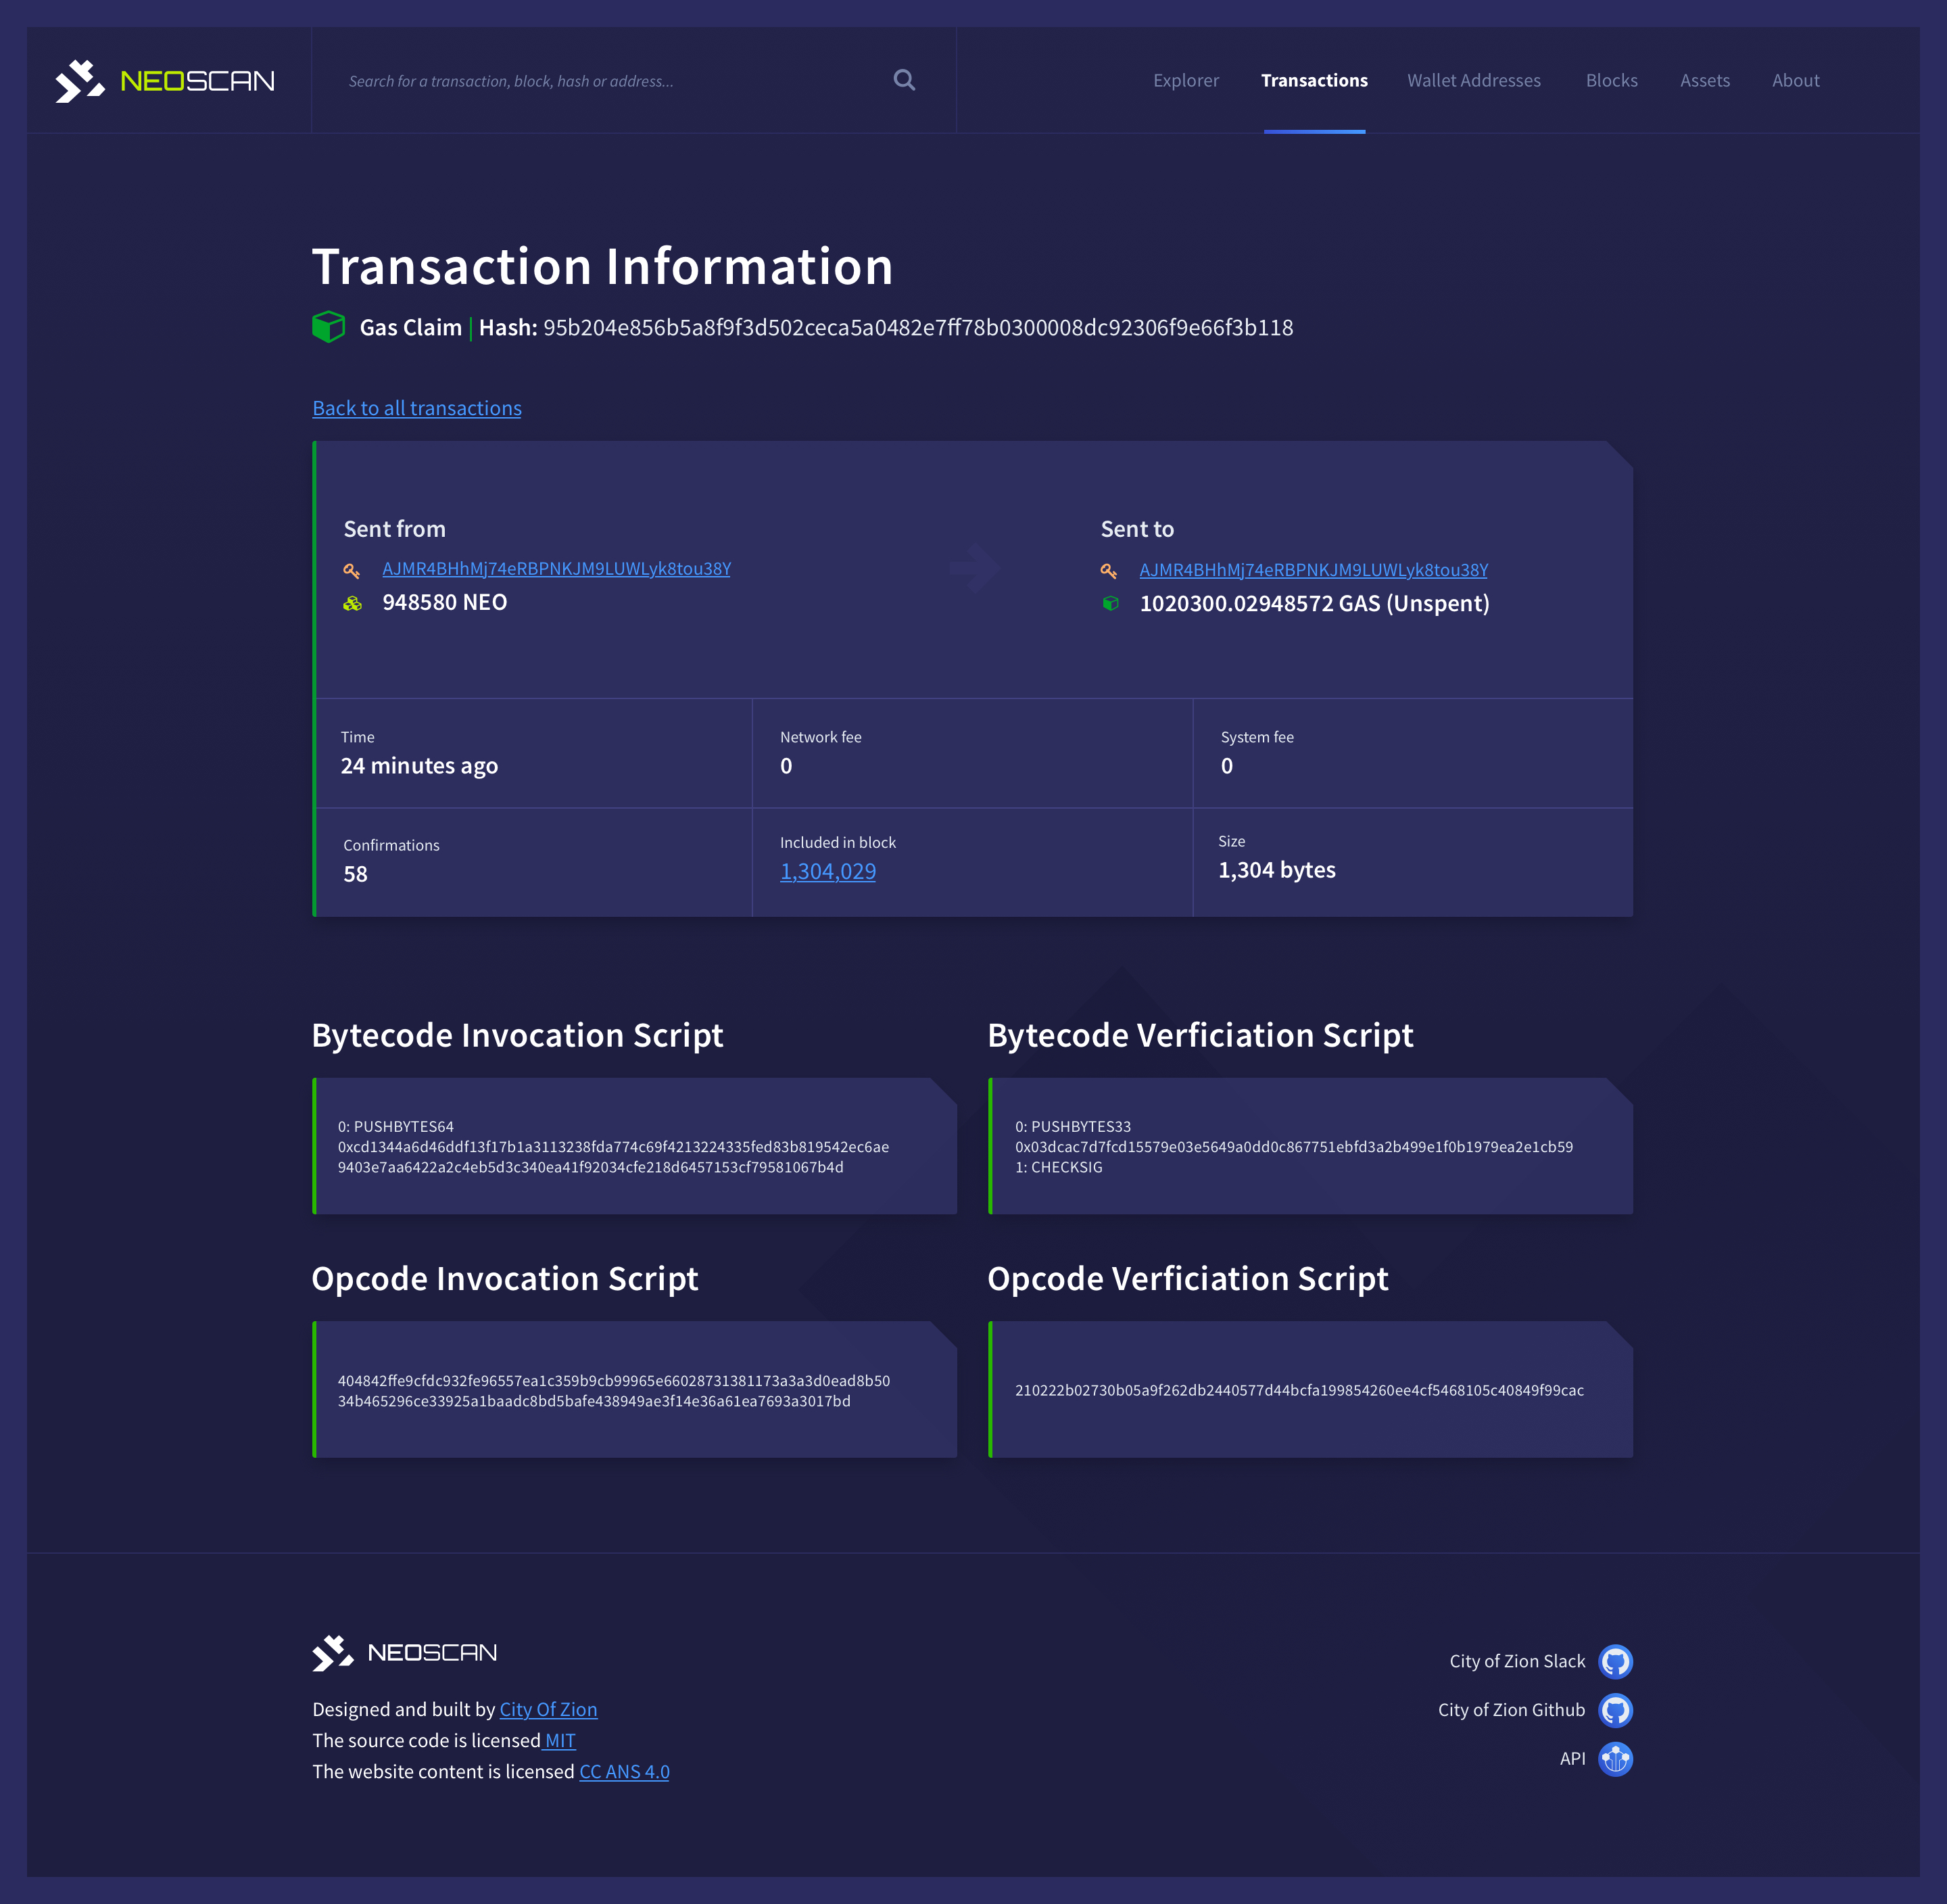 NEOSCAN
Search for a transaction, block, hash or address...
Explorer
Transactions
Wallet Addresses
Blocks
Assets
About
Transaction Information
Gas Claim | Hash: 95b204e856b5a8f9f3d502ceca5a0482e7ff78b0300008dc92306f9e66f3b118
Back to all transactions
Sent from
AJMR4BHhMj74eRBPNKJM9LUWLyk8tou38Y
948580 NEO
Sent to
AJMR4BHhMj74eRBPNKJM9LUWLyk8tou38Y
1020300.02948572 GAS (Unspent)
Time
24 minutes ago
Network fee
0
System fee
0
Confirmations
58
Included in block
1,304,029
Size
1,304 bytes
Bytecode Invocation Script
0: PUSHBYTES64
0xcd1344a6d46ddf13f17b1a3113238fda774c69f4213224335fed83b819542ec6ae
9403e7aa6422a2c4eb5d3c340ea41f92034cfe218d6457153cf79581067b4d
Bytecode Verficiation Script
0: PUSHBYTES33
0x03dcac7d7fcd15579e03e5649a0dd0c867751ebfd3a2b499e1f0b1979ea2e1cb59
1: CHECKSIG
Opcode Invocation Script
404842ffe9cfdc932fe96557ea1c359b9cb99965e66028731381173a3a3d0ead8b50
34b465296ce33925a1baadc8bd5bafe438949ae3f14e36a61ea7693a3017bd
Opcode Verficiation Script
210222b02730b05a9f262db2440577d44bcfa199854260ee4cf5468105c40849f99cac
NEOSCAN
Designed and built by City Of Zion
The source code is licensed MIT
The website content is licensed CC ANS 4.0
City of Zion Slack
City of Zion Github
API